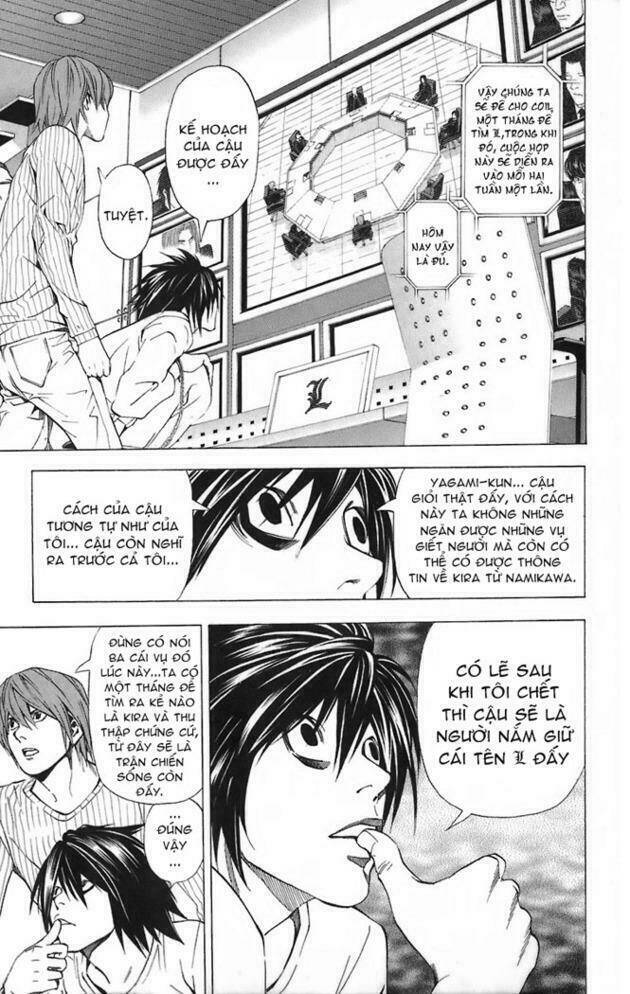 VẬY CHÚNG TA
SẼ ĐỂ CHO COIL
MỘT THÁNG ĐỂ
TÌM L, TRONG KHI
ĐÓ, CUỘC HỌP
NÀY SẼ DIỄN RA
VÀO MỖI HAI
TUẦN MỘT LẦN.
HÔM
NAY VẬY
LÀ ĐỦ.
KẾ HOẠCH
CỦA CẬU
ĐƯỢC ĐẤY
...
TUYỆT.
L
YAGAMI-KUN... CẬU
GIỎI THẬT ĐẤY, VỚI CÁCH
NÀY TA KHÔNG NHỮNG
NGĂN ĐƯỢC NHỮNG VỤ
GIẾT NGƯỜI MÀ CÒN CÓ
THỂ CÓ ĐƯỢC THÔNG
TIN VỀ KIRA TỪ NAMIKAWA.
CÁCH CỦA CẬU
TƯƠNG TỰ NHƯ CỦA
TÔI... CẬU CÒN NGHĨ
RA TRƯỚC CẢ TÔI...
CÓ LẼ SAU
KHI TÔI CHẾT
THÌ CẬU SẼ LÀ
NGƯỜI NẮM GIỮ
CÁI TÊN L ĐẤY
ĐỪNG CÓ NÓI
BA CÁI VỤ ĐÓ
LÚC NÀY...TA CÓ
MỘT THÁNG ĐỂ
TÌM RA KẺ NÀO
LÀ KIRA VÀ THU
THẬP CHỨNG CỨ,
TỪ ĐÂY SẼ LÀ
TRẬN CHIẾN
SỐNG CÒN
ĐẤY.
...
ĐÚNG
VẬY
...